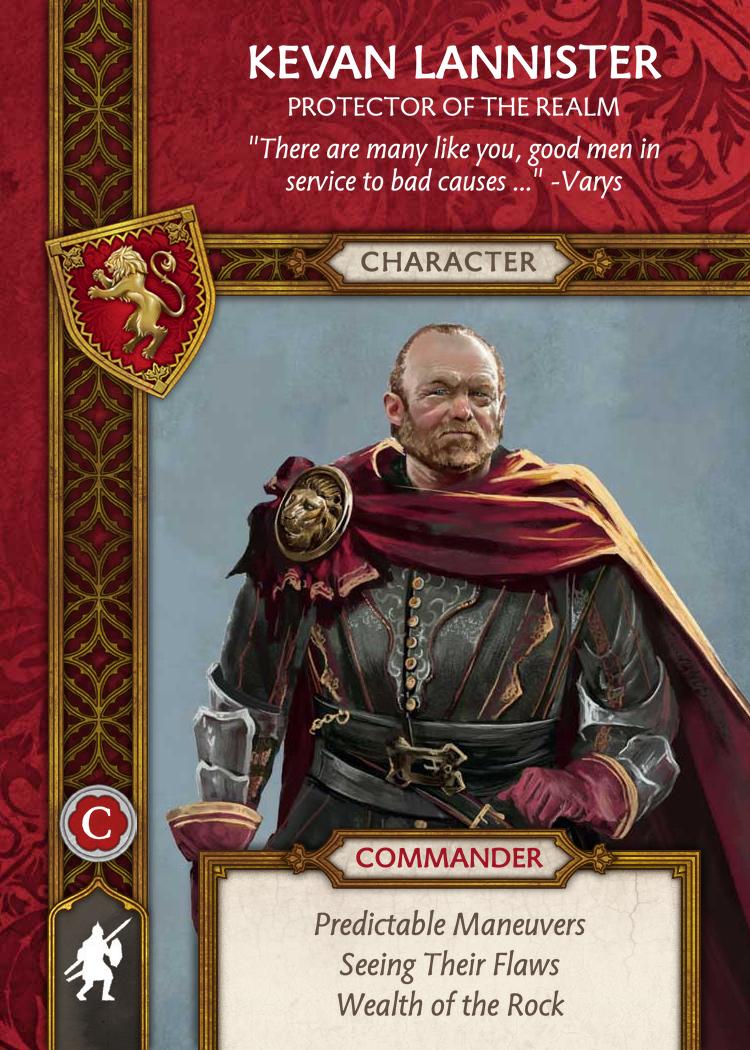 KEVAN LANNISTER
PROTECTOR OF THE REALM
"There are many like you, good men in
service to bad causes ..." -Varys
CHARACTER
C
COMMANDER
Predictable Maneuvers
Seeing Their Flaws
Wealth of the Rock